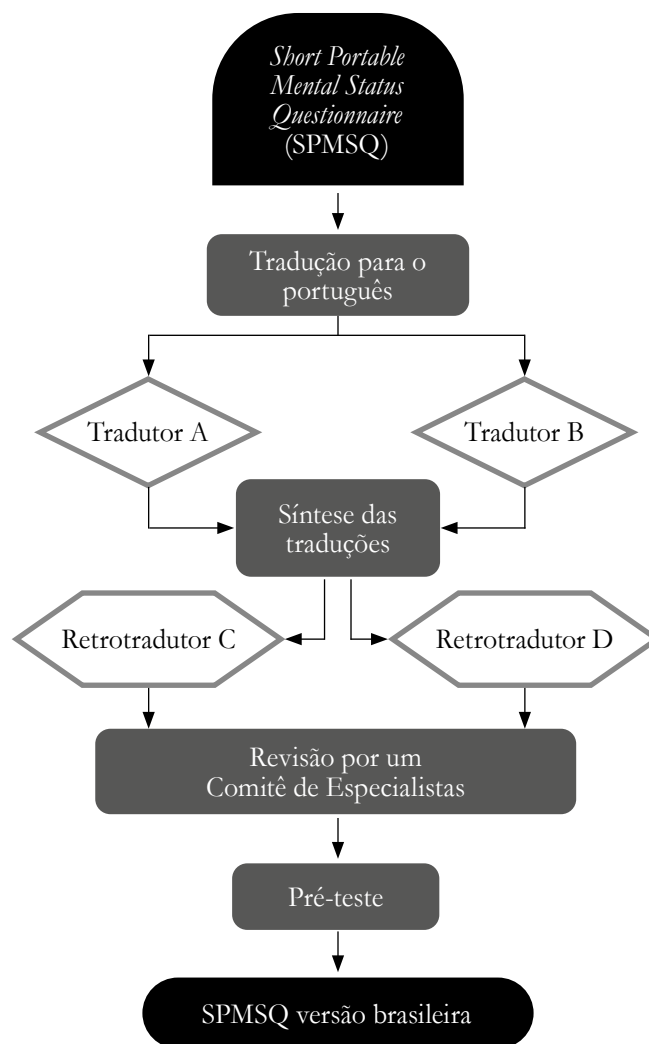 Short Portable
Mental Status
Questionnaire
(SPMSQ)
Tradução para o
português
Tradutor A
Tradutor B
Síntese das
traduções
Retrotradutor C
Retrotradutor D
Revisão por um
Comitê de Especialistas
Pré-teste
SPMSQ versão brasileira